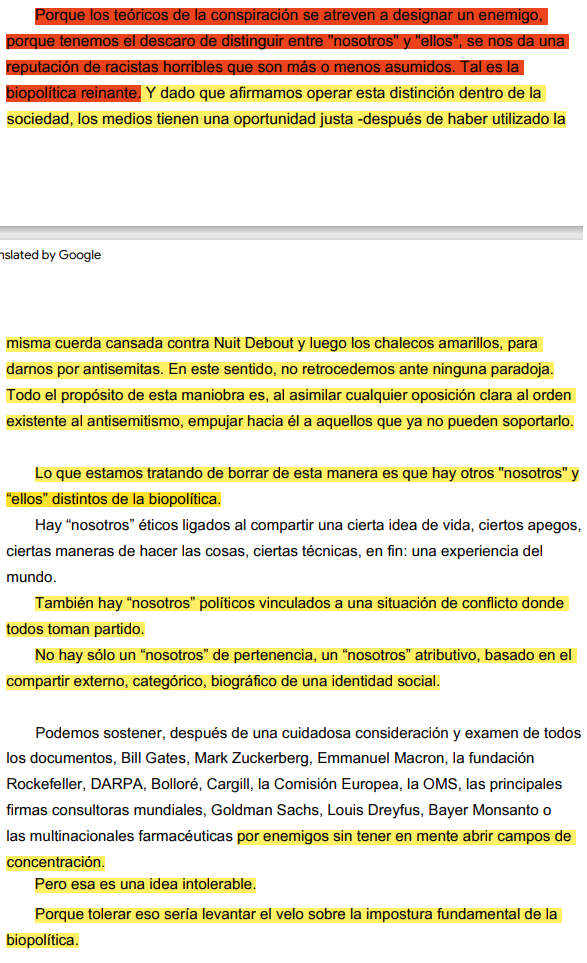 Porque los teóricos de la conspiración se atreven a designar un enemigo,
porque tenemos el descaro de distinguir entre "nosotros" y "ellos", se nos da una
reputación de racistas horribles que son más o menos asumidos. Tal es la
biopolítica reinante. Y dado que afirmamos operar esta distinción dentro de la
sociedad, los medios tienen una oportunidad justa -después de haber utilizado la
nslated by Google
misma cuerda cansada contra Nuit Debout y luego los chalecos amarillos, para
darnos por antisemitas. En este sentido, no retrocedemos ante ninguna paradoja.
Todo el propósito de esta maniobra es, al asimilar cualquier oposición clara al orden
existente al antisemitismo, empujar hacia él a aquellos que ya no pueden soportarlo.
Lo que estamos tratando de borrar de esta manera es que hay otros "nosotros" y
“ellos” distintos de la biopolítica.
Hay “nosotros” éticos ligados al compartir una cierta idea de vida, ciertos apegos,
ciertas maneras de hacer las cosas, ciertas técnicas, en fin: una experiencia del
mundo.
También hay “nosotros” políticos vinculados a una situación de conflicto donde
todos toman partido.
No hay sólo un “nosotros” de pertenencia, un “nosotros” atributivo, basado en el
compartir externo, categórico, biográfico de una identidad social.
Podemos sostener, después de una cuidadosa consideración y examen de todos
los documentos, Bill Gates, Mark Zuckerberg, Emmanuel Macron, la fundación
Rockefeller, DARPA, Bolloré, Cargill, la Comisión Europea, la OMS, las principales
firmas consultoras mundiales, Goldman Sachs, Louis Dreyfus, Bayer Monsanto o
las multinacionales farmacéuticas por enemigos sin tener en mente abrir campos de
concentración.
Pero esa es una idea intolerable.
Porque tolerar eso sería levantar el velo sobre la impostura fundamental de la
biopolítica.